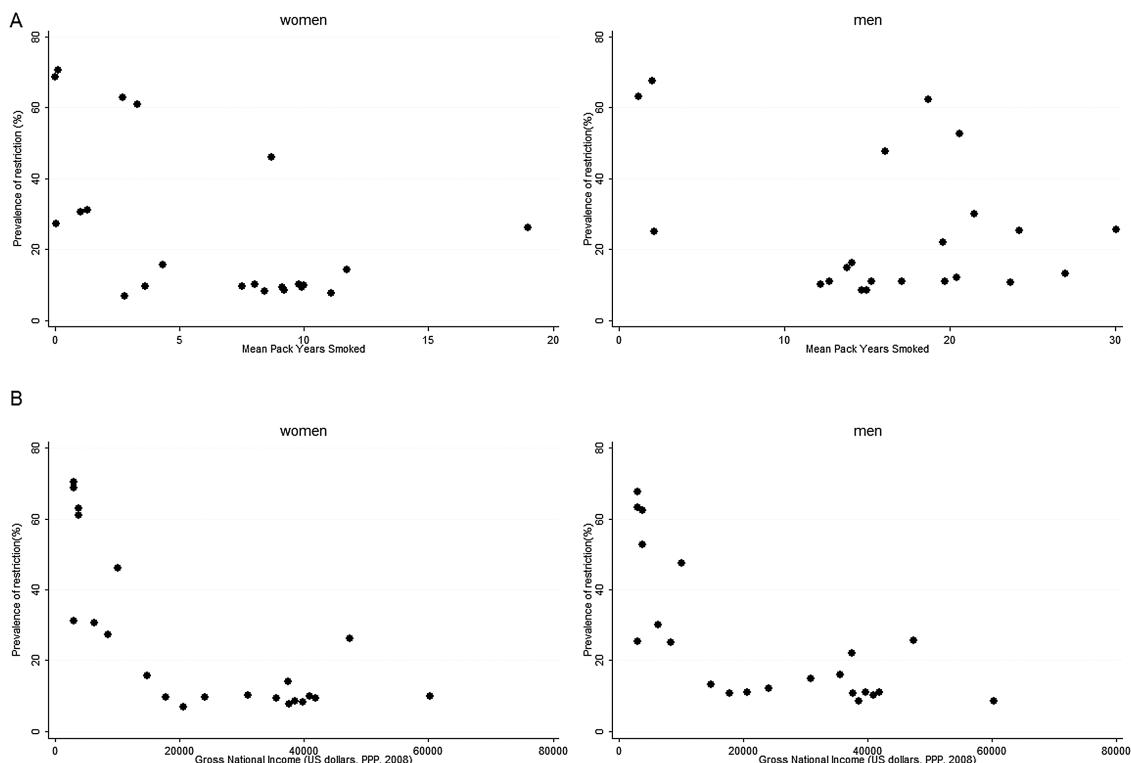 A
women
men
Prevalence of restriction (%)
80
60
40
20
0
0 5 10 15 20
Mean Pack Years Smoked
Prevalence of restriction(%)
80
60
40
20
0
0 10 20 30
Mean Pack Years Smoked
B
women
men
Prevalence of restriction(%)
80
60
40
20
0
0 20000 40000 60000 80000
Gross National Income (US dollars, PPP, 2008)
Prevalence of restriction(%)
80
60
40
20
0
0 20000 40000 60000 80000
Gross National Income (US dollars, PPP, 2008)